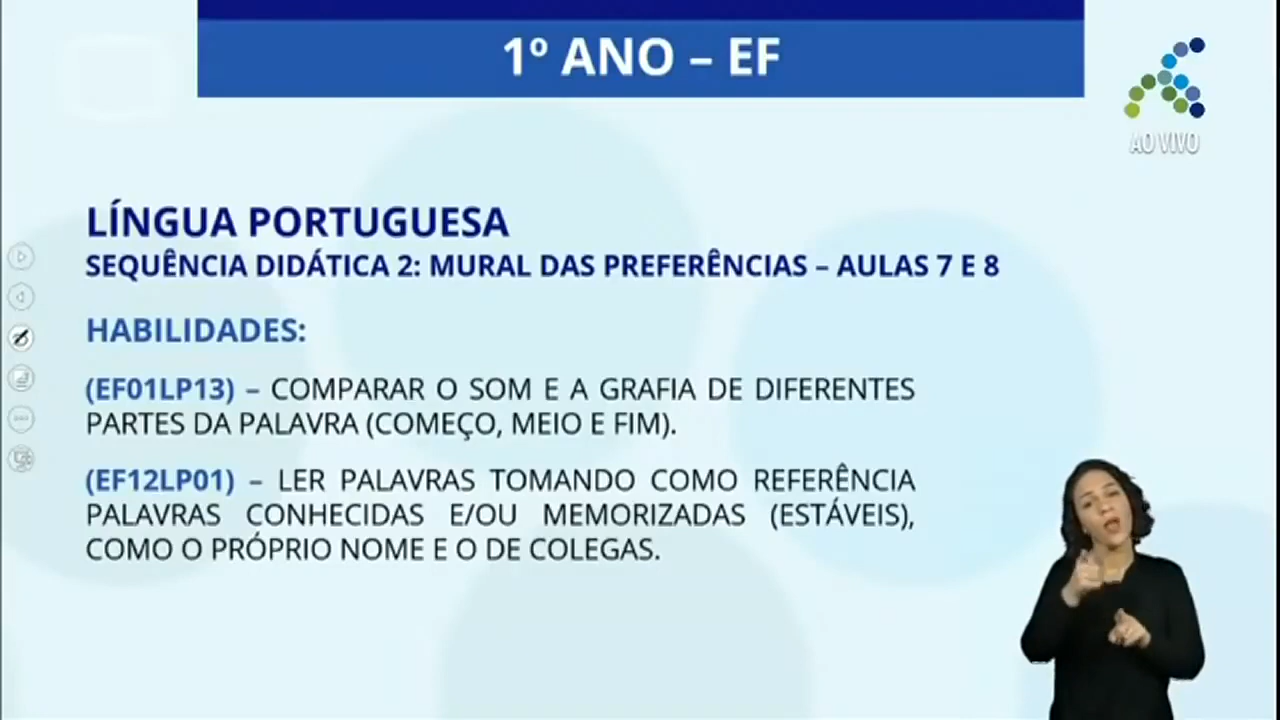 1º ANO – EF
AO VIVO
LÍNGUA PORTUGUESA
SEQUÊNCIA DIDÁTICA 2: MURAL DAS PREFERÊNCIAS – AULAS 7 E 8
HABILIDADES:
(EF01LP13) – COMPARAR O SOM E A GRAFIA DE DIFERENTES
PARTES DA PALAVRA (COMEÇO, MEIO E FIM).
(EF12LP01) – LER PALAVRAS TOMANDO COMO REFERÊNCIA
PALAVRAS CONHECIDAS E/OU MEMORIZADAS (ESTÁVEIS),
COMO O PRÓPRIO NOME E O DE COLEGAS.